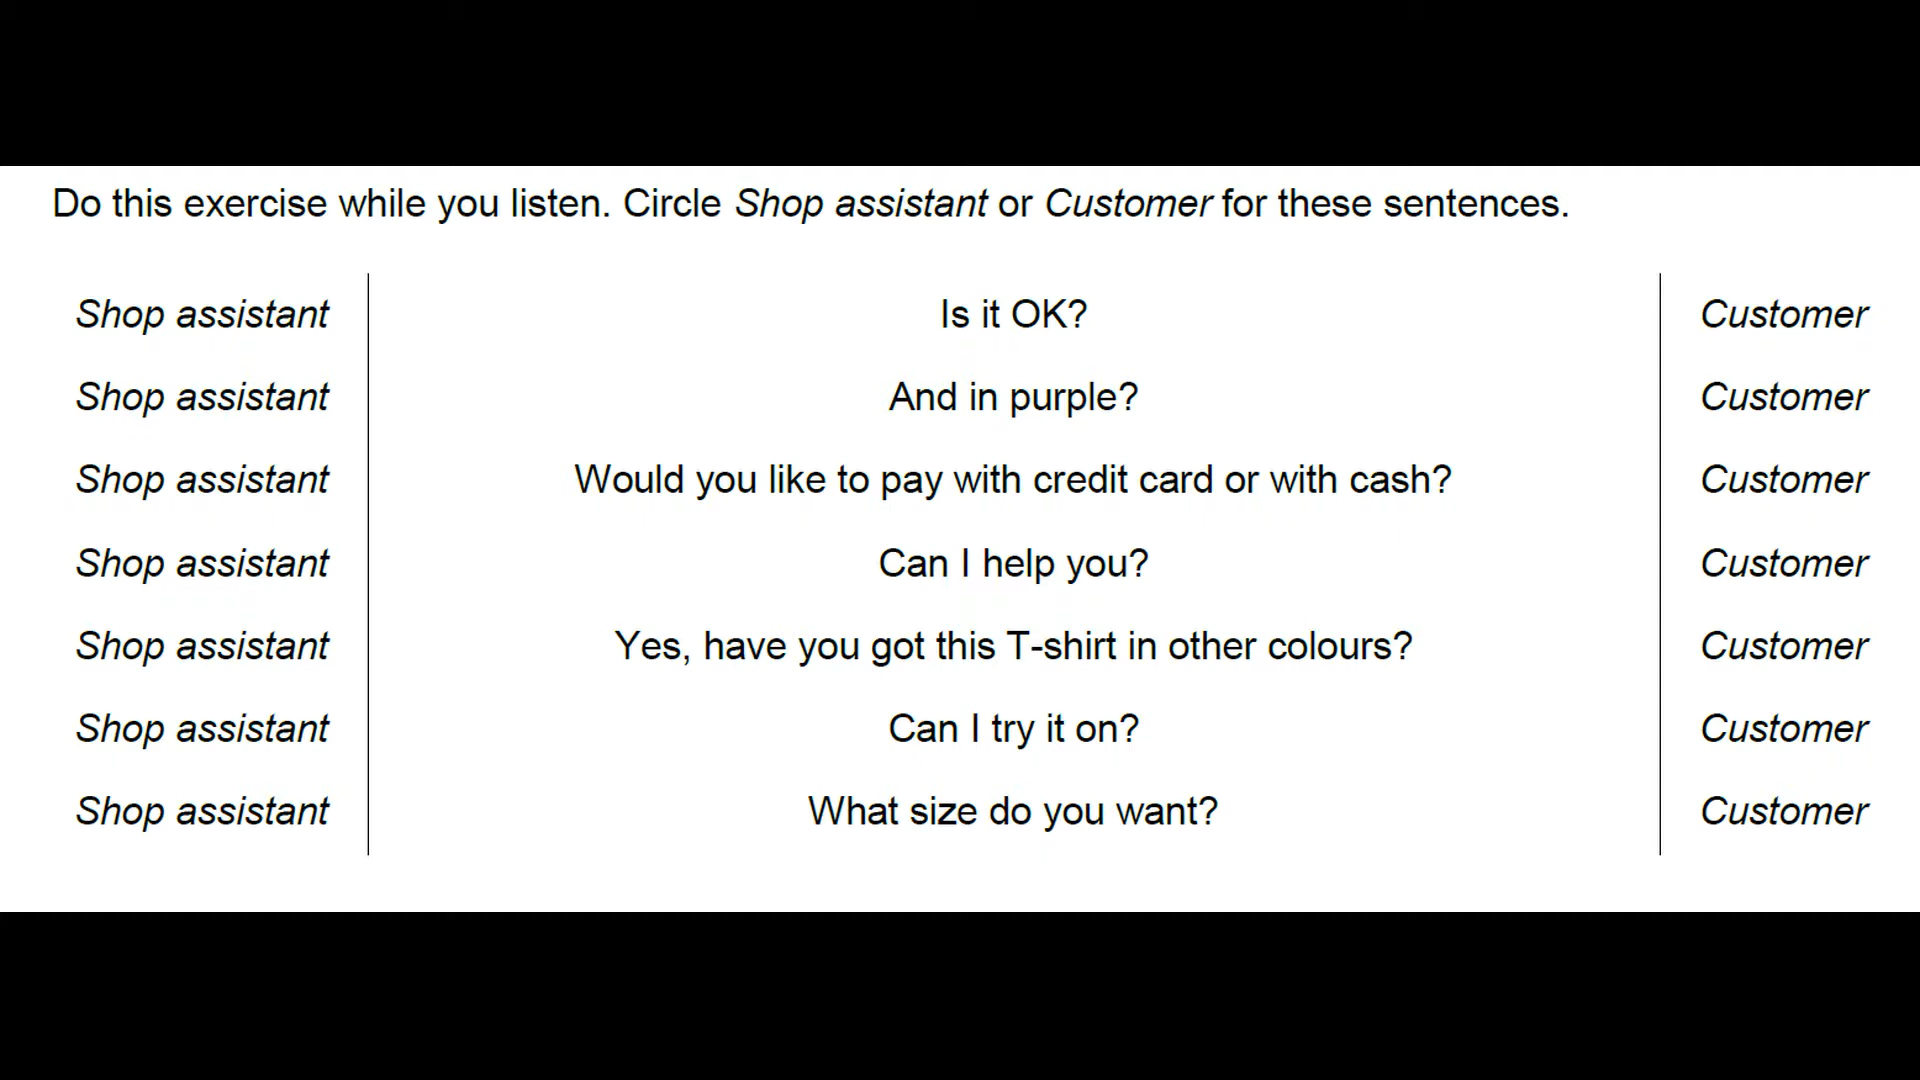 Do this exercise while you listen. Circle Shop assistant or Customer for these sentences.
Shop assistant Is it OK? Customer
Shop assistant And in purple? Customer
Shop assistant Would you like to pay with credit card or with cash? Customer
Shop assistant Can I help you? Customer
Shop assistant Yes, have you got this T-shirt in other colours? Customer
Shop assistant Can I try it on? Customer
Shop assistant What size do you want? Customer